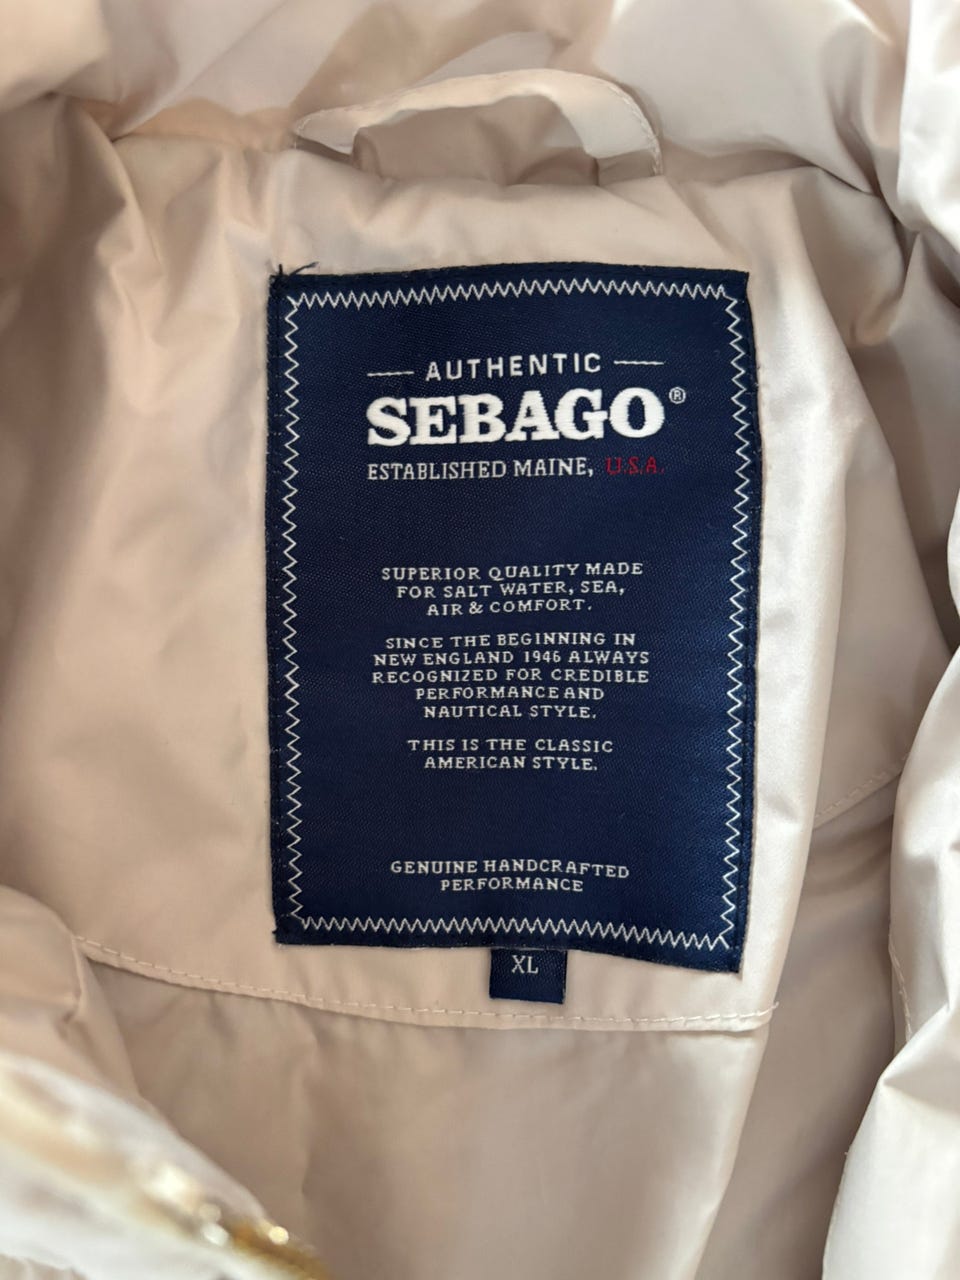 AUTHENTIC
SEBAGO®
ESTABLISHED MAINE, U.S.A.
SUPERIOR QUALITY MADE
FOR SALT WATER, SEA,
AIR & COMFORT.
SINCE THE BEGINNING IN
NEW ENGLAND 1946 ALWAYS
RECOGNIZED FOR CREDIBLE
PERFORMANCE AND
NAUTICAL STYLE.
THIS IS THE CLASSIC
AMERICAN STYLE.
GENUINE HANDCRAFTED
PERFORMANCE
XL